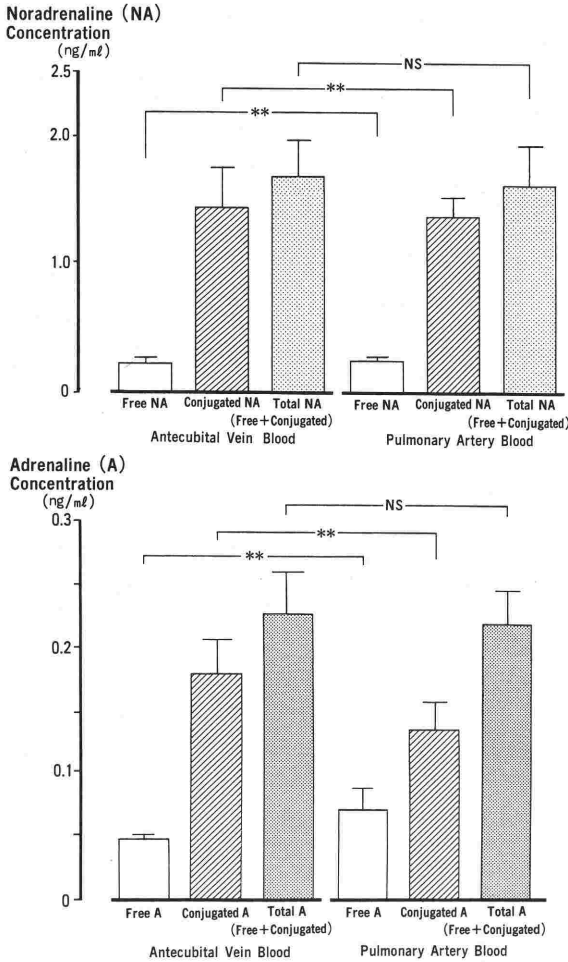 Noradrenaline (NA)
Concentration
(ng/mℓ)
2.5
NS
**
**
2.0
1.0
0
Free NA Conjugated NA Total NA Free NA Conjugated NA Total NA
(Free+Conjugated) (Free+Conjugated)
Antecubital Vein Blood Pulmonary Artery Blood
Adrenaline (A)
Concentration
(ng/mℓ)
0.3
NS
**
**
0.2
0.1
0
Free A Conjugated A Total A Free A Conjugated A Total A
(Free+Conjugated) (Free+Conjugated)
Antecubital Vein Blood Pulmonary Artery Blood